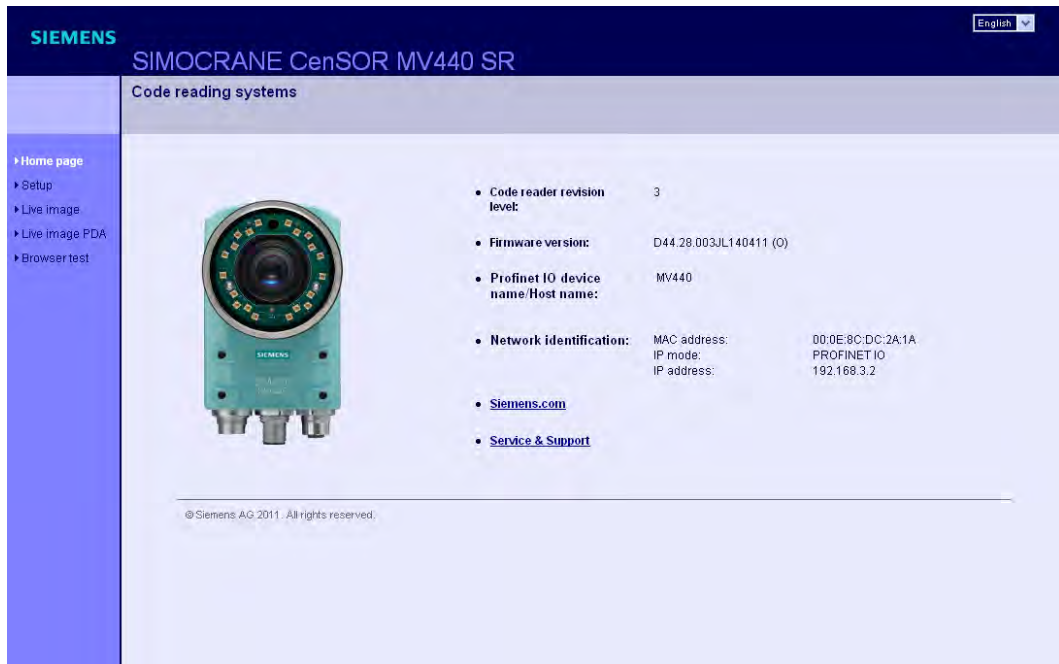 SIEMENS
English
SIMOCRANE CenSOR MV440 SR
Code reading systems
Home page
Setup
Live image
Live image PDA
Browser test
SIEMENS
• Code reader revision
level:
3
• Firmware version:
D44.28.003JL140411 (O)
• Profinet IO device
name/Host name:
MV440
• Network identification:
MAC address:
00:0E:8C:DC:2A:1A
IP mode:
PROFINET IO
IP address:
192.168.3.2
• Siemens.com
• Service & Support
© Siemens AG 2011. All rights reserved.